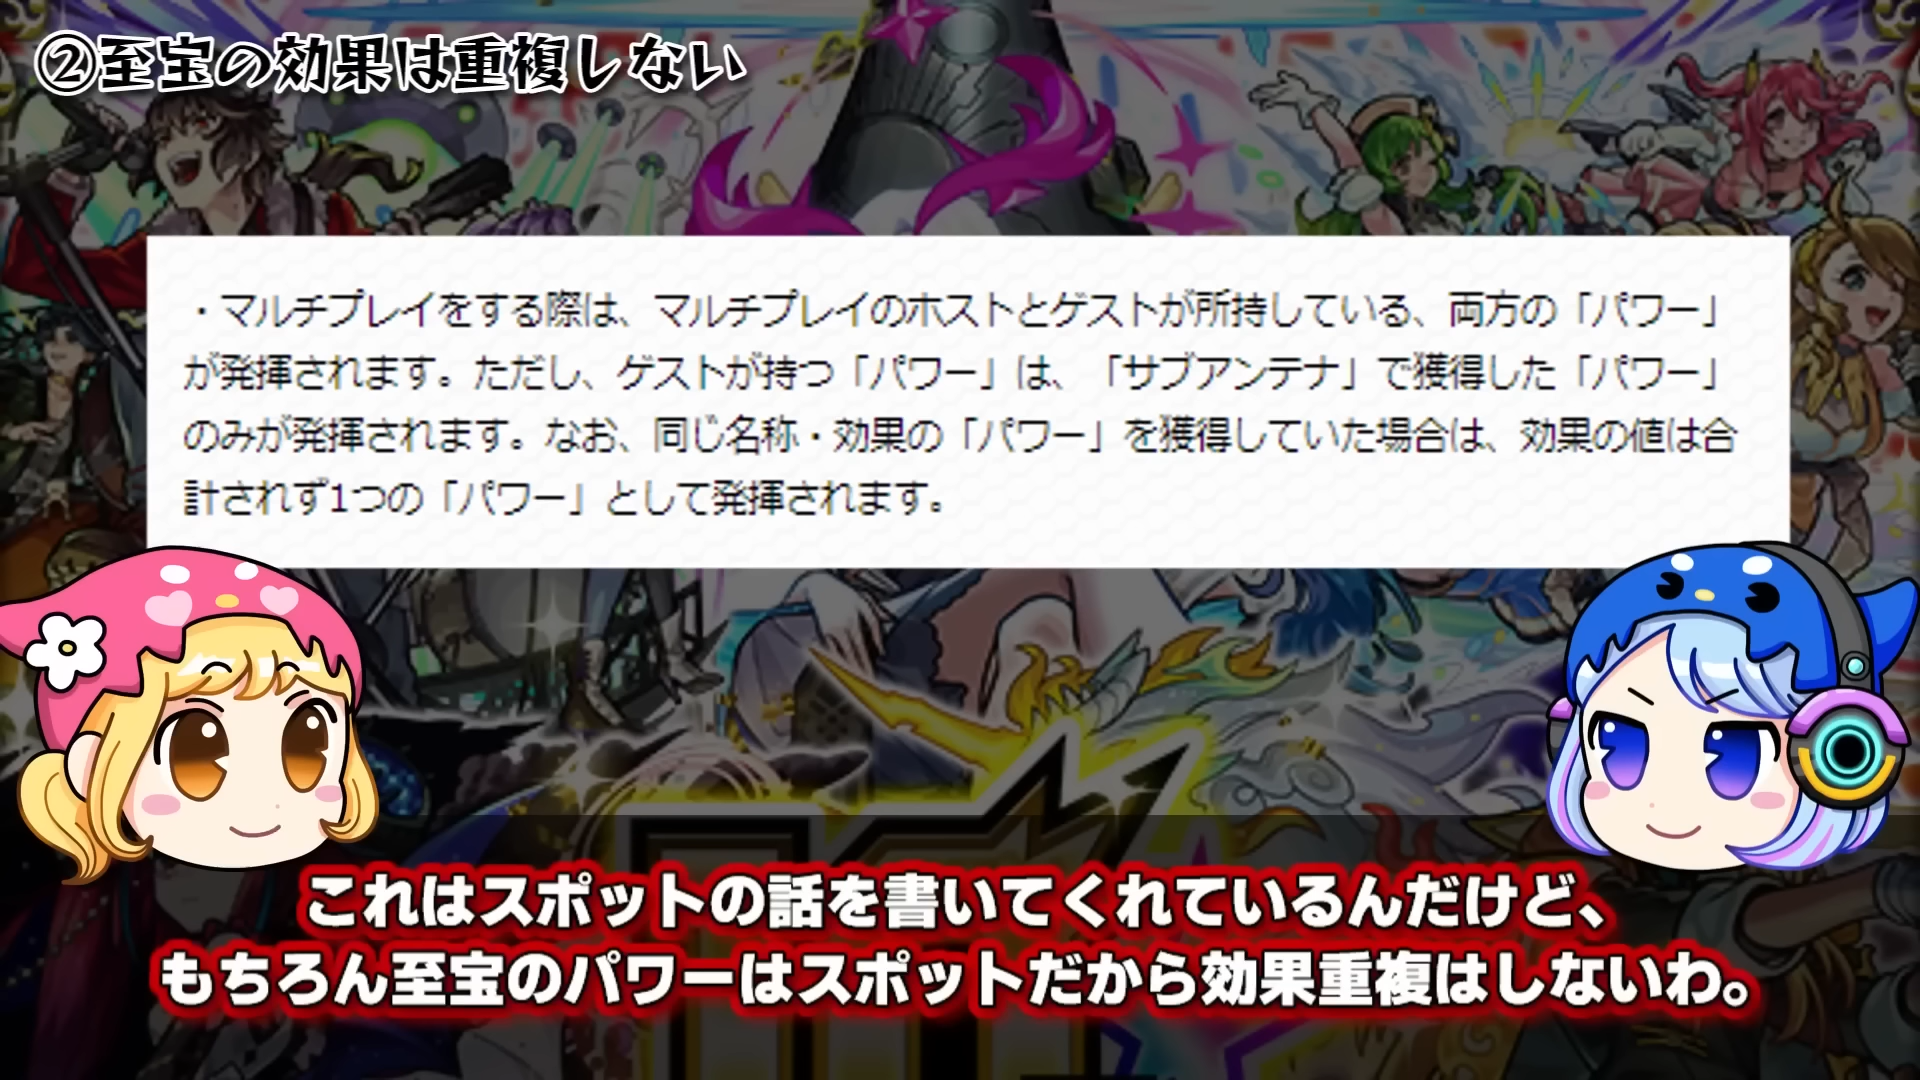 ②至宝の効果は重複しない
・マルチプレイをする際は、マルチプレイのホストとゲストが所持している、両方の「パワー」
が発揮されます。ただし、ゲストが持つ「パワー」は、「サブアンテナ」で獲得した「パワー」
のみが発揮されます。なお、同じ名称・効果の「パワー」を獲得していた場合は、効果の値は合
計されず1つの「パワー」として発揮されます。
これはスポットの話を書いてくれているんだけど、
もちろん至宝のパワーはスポットだから効果重複はしないわ。